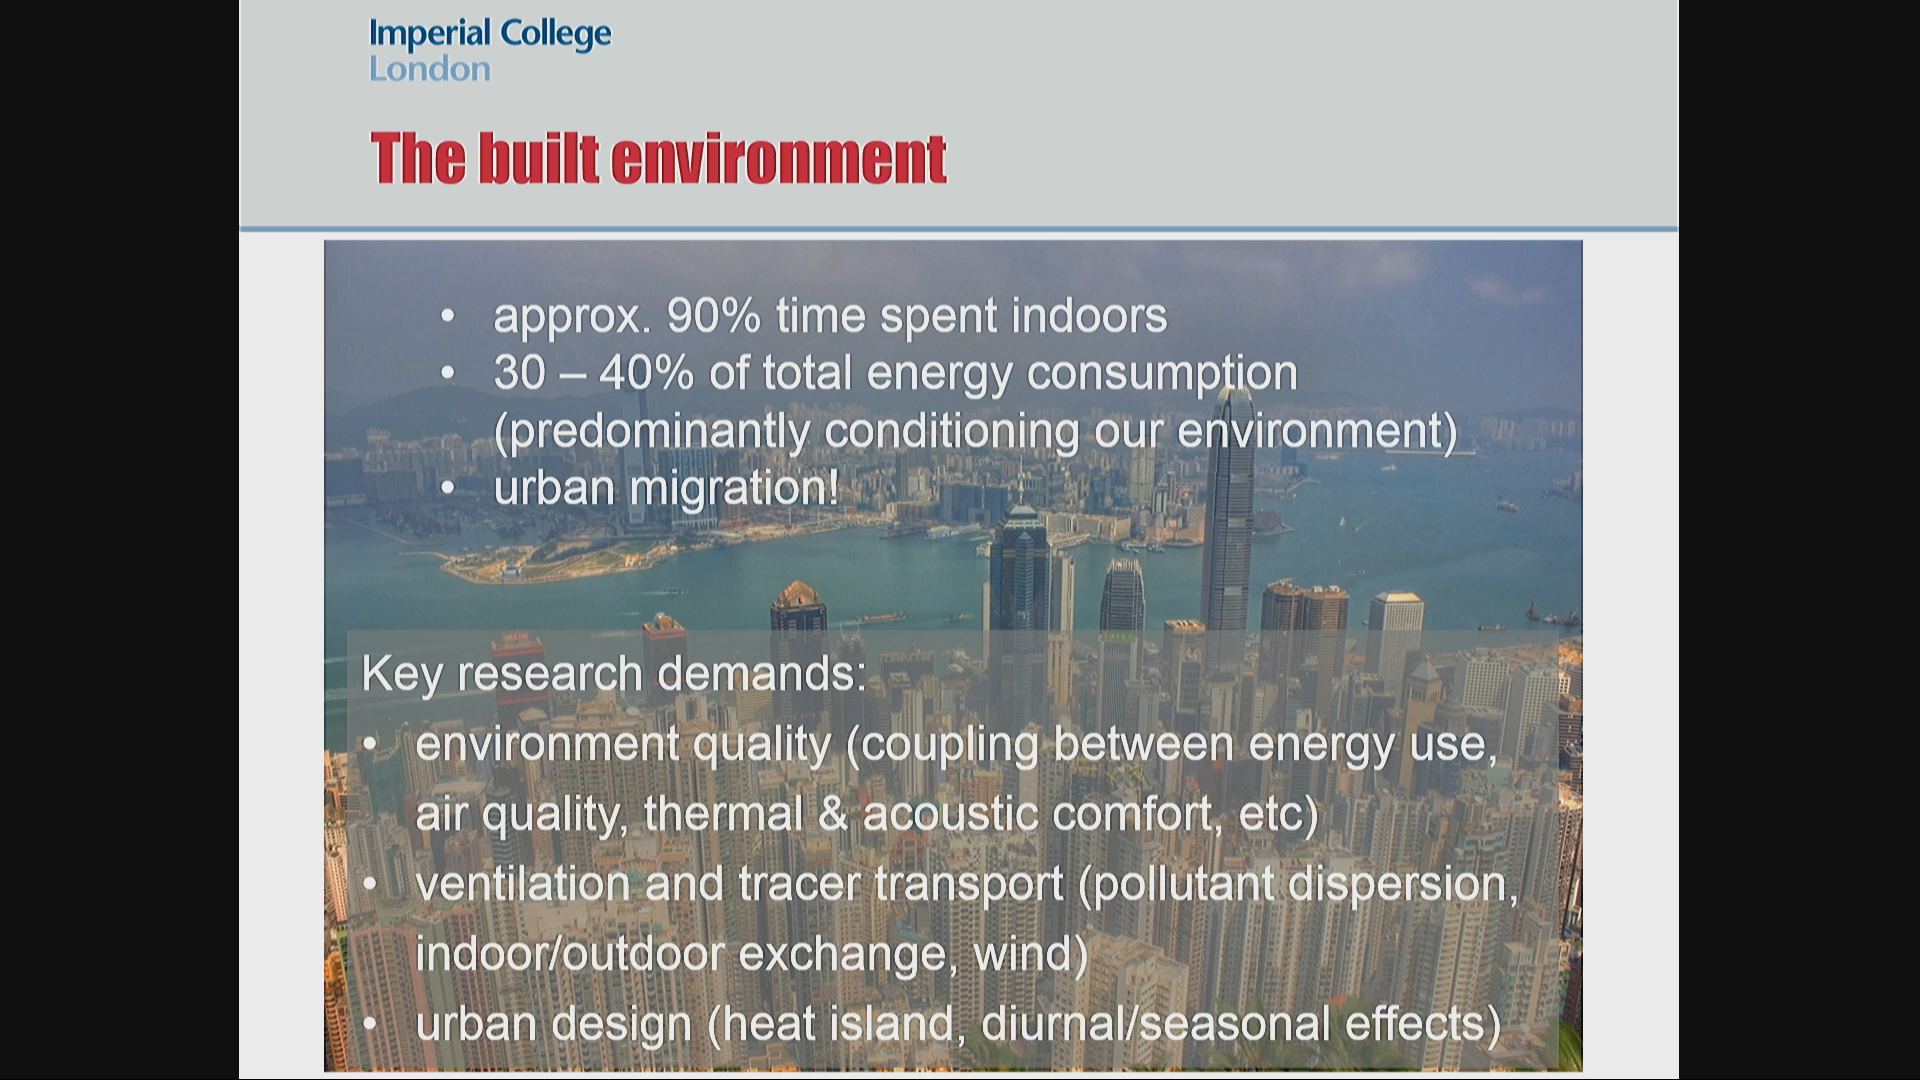 Imperial College
London
The built environment
• approx. 90% time spent indoors
• 30 – 40% of total energy consumption
(predominantly conditioning our environment)
• urban migration!
Key research demands:
• environment quality (coupling between energy use,
air quality, thermal & acoustic comfort, etc)
• ventilation and tracer transport (pollutant dispersion,
indoor/outdoor exchange, wind)
• urban design (heat island, diurnal/seasonal effects)